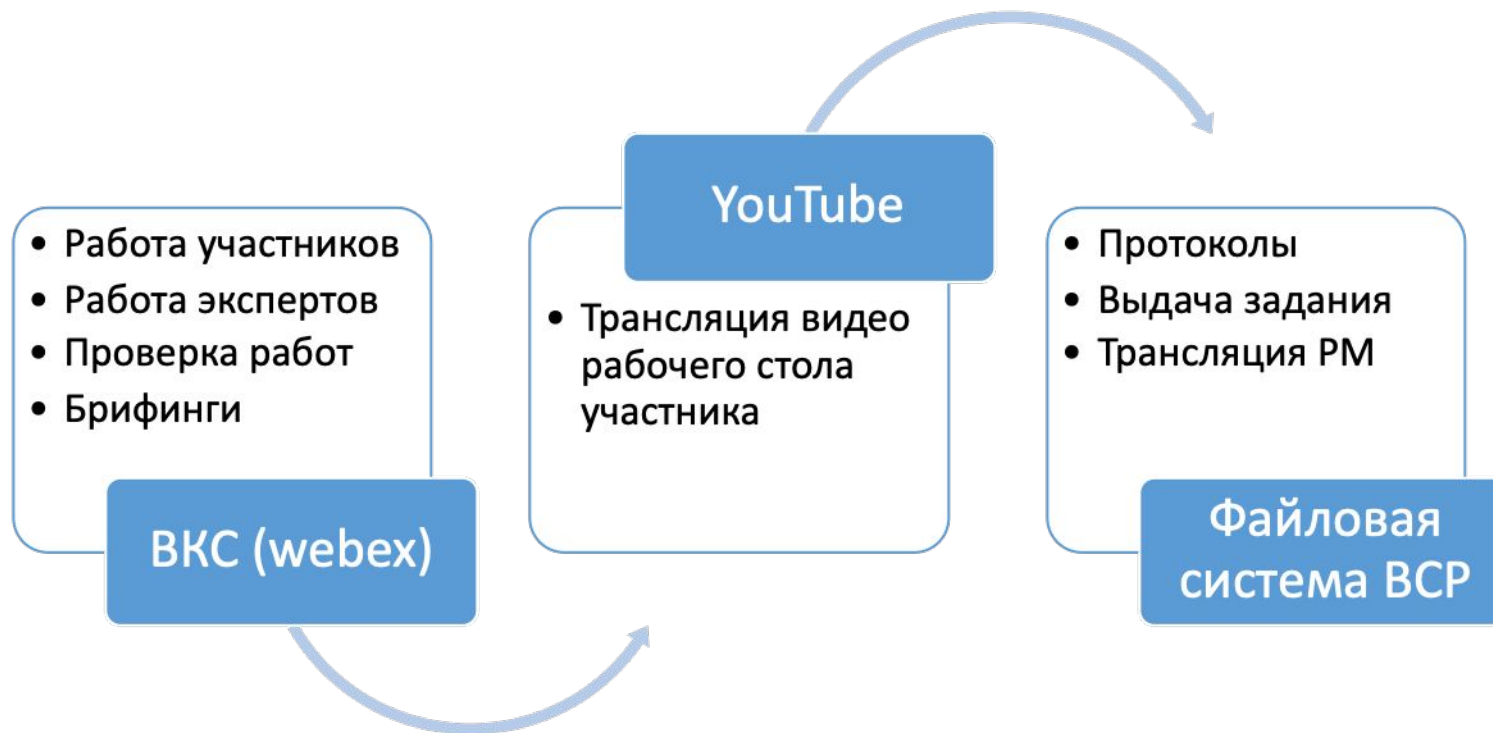 • Работа участников
• Работа экспертов
• Проверка работ
• Брифинги
ВКС (webex)
YouTube
• Трансляция видео
рабочего стола
участника
• Протоколы
• Выдача задания
• Трансляция РМ
Файловая
система ВСР